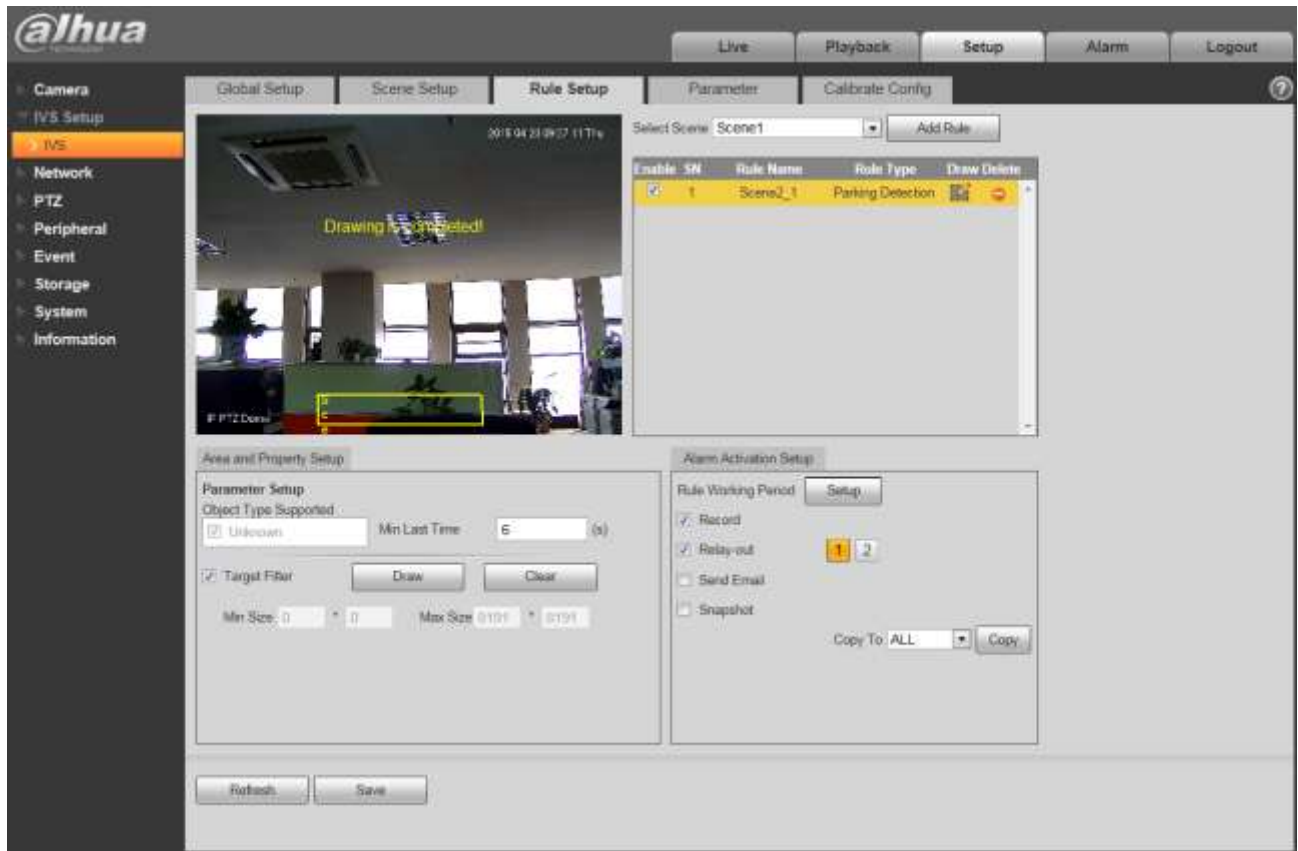 alhua
TECHNOLOGY
Live Playback Setup Alarm Logout
Camera
IVS Setup
IVS
Network
PTZ
Peripheral
Event
Storage
System
Information
Global Setup Scene Setup Rule Setup Parameter Calibrate Config
Drawing is completed!
IP PTZ Dome
Select Scene Scene1 Add Rule
Enable SN Rule Name Rule Type Draw Delete
1 Scene2_1 Parking Detection
Area and Property Setup
Parameter Setup
Object Type Supported
Unknown Min Last Time 6 (s)
Target Filter Draw Clear
Min Size 0 * 0 Max Size 8191 * 8191
Alarm Activation Setup
Rule Working Period Setup
Record
Relay-out 1 2
Send Email
Snapshot
Copy To ALL Copy
Refresh Save